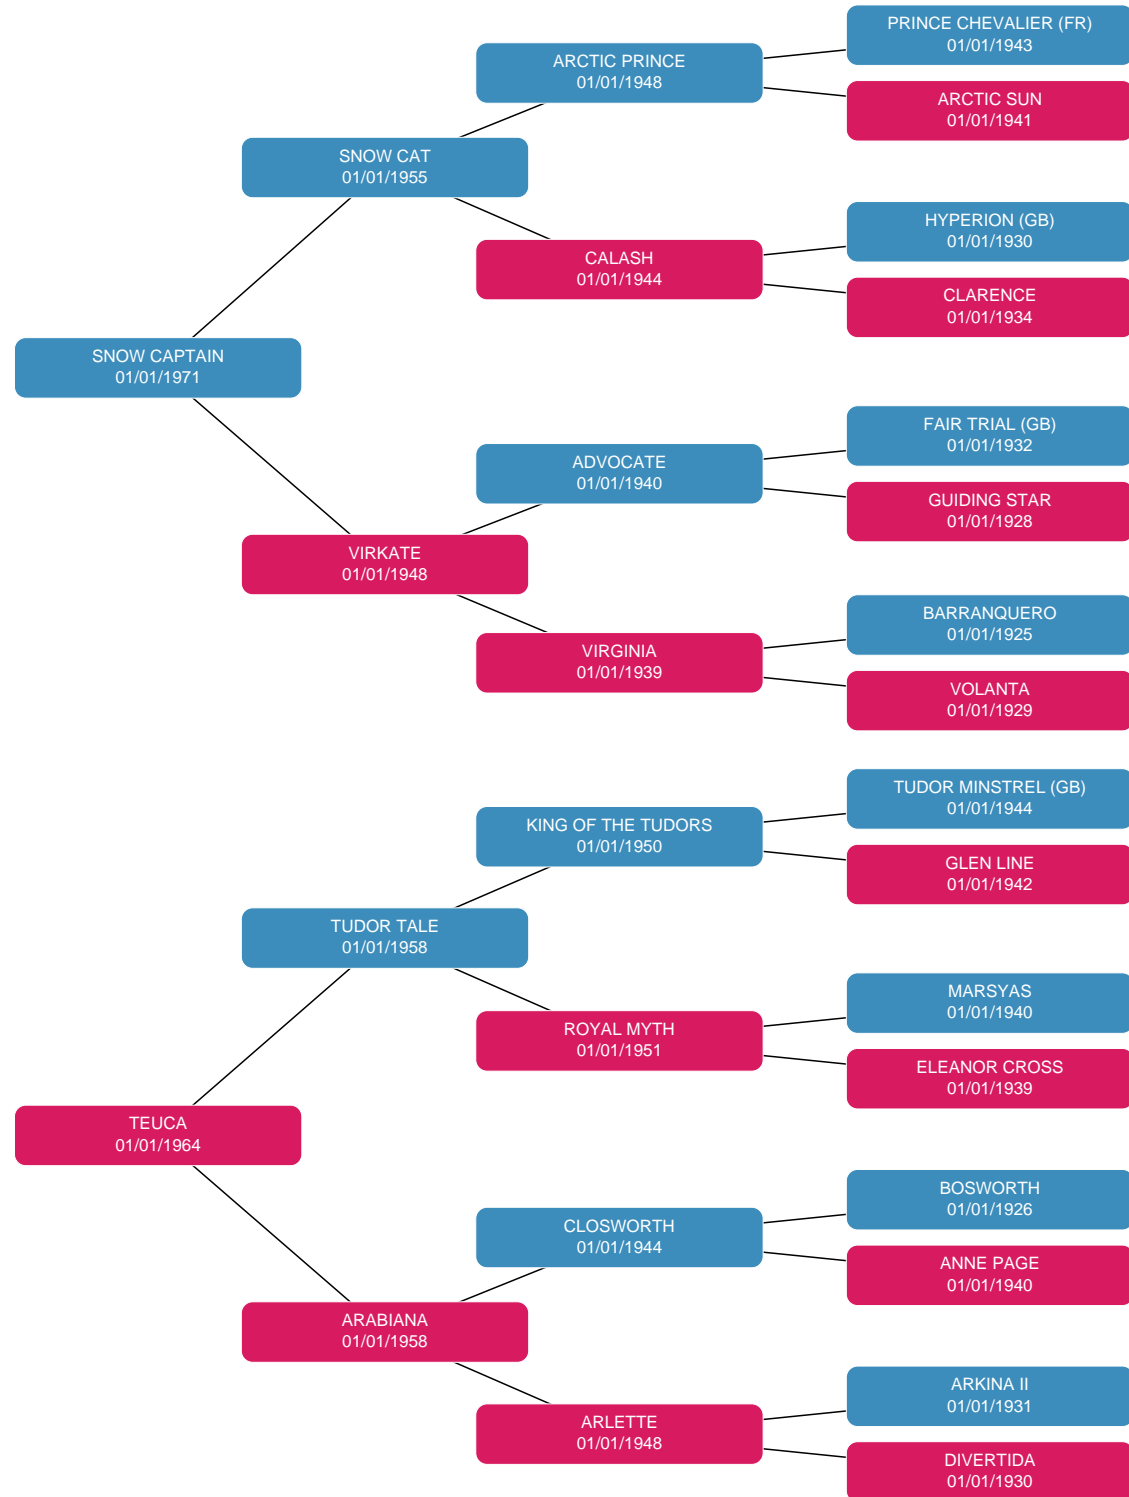 PRINCE CHEVALIER (FR)
01/01/1943
ARCTIC PRINCE
01/01/1948
ARCTIC SUN
01/01/1941
SNOW CAT
01/01/1955
HYPERION (GB)
01/01/1930
CALASH
01/01/1944
CLARENCE
01/01/1934
SNOW CAPTAIN
01/01/1971
FAIR TRIAL (GB)
01/01/1932
ADVOCATE
01/01/1940
GUIDING STAR
01/01/1928
VIRKATE
01/01/1948
BARRANQUERO
01/01/1925
VIRGINIA
01/01/1939
VOLANTA
01/01/1929
TUDOR MINSTREL (GB)
01/01/1944
KING OF THE TUDORS
01/01/1950
GLEN LINE
01/01/1942
TUDOR TALE
01/01/1958
MARSYAS
01/01/1940
ROYAL MYTH
01/01/1951
ELEANOR CROSS
01/01/1939
TEUCA
01/01/1964
BOSWORTH
01/01/1926
CLOSWORTH
01/01/1944
ANNE PAGE
01/01/1940
ARABIANA
01/01/1958
ARKINA II
01/01/1931
ARLETTE
01/01/1948
DIVERTIDA
01/01/1930